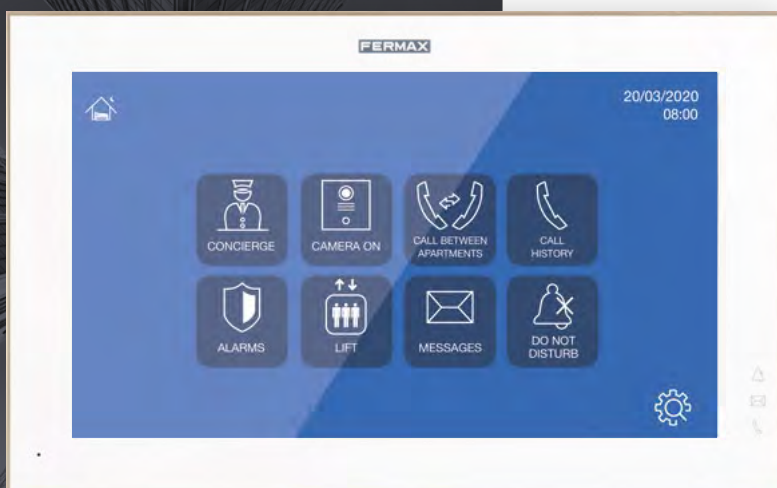 FERMAX
20/03/2020
08:00
CONCIERGE
CAMERA ON
CALL BETWEEN
APARTMENTS
CALL
HISTORY
ALARMS
LIFT
MESSAGES
DO NOT
DISTURB